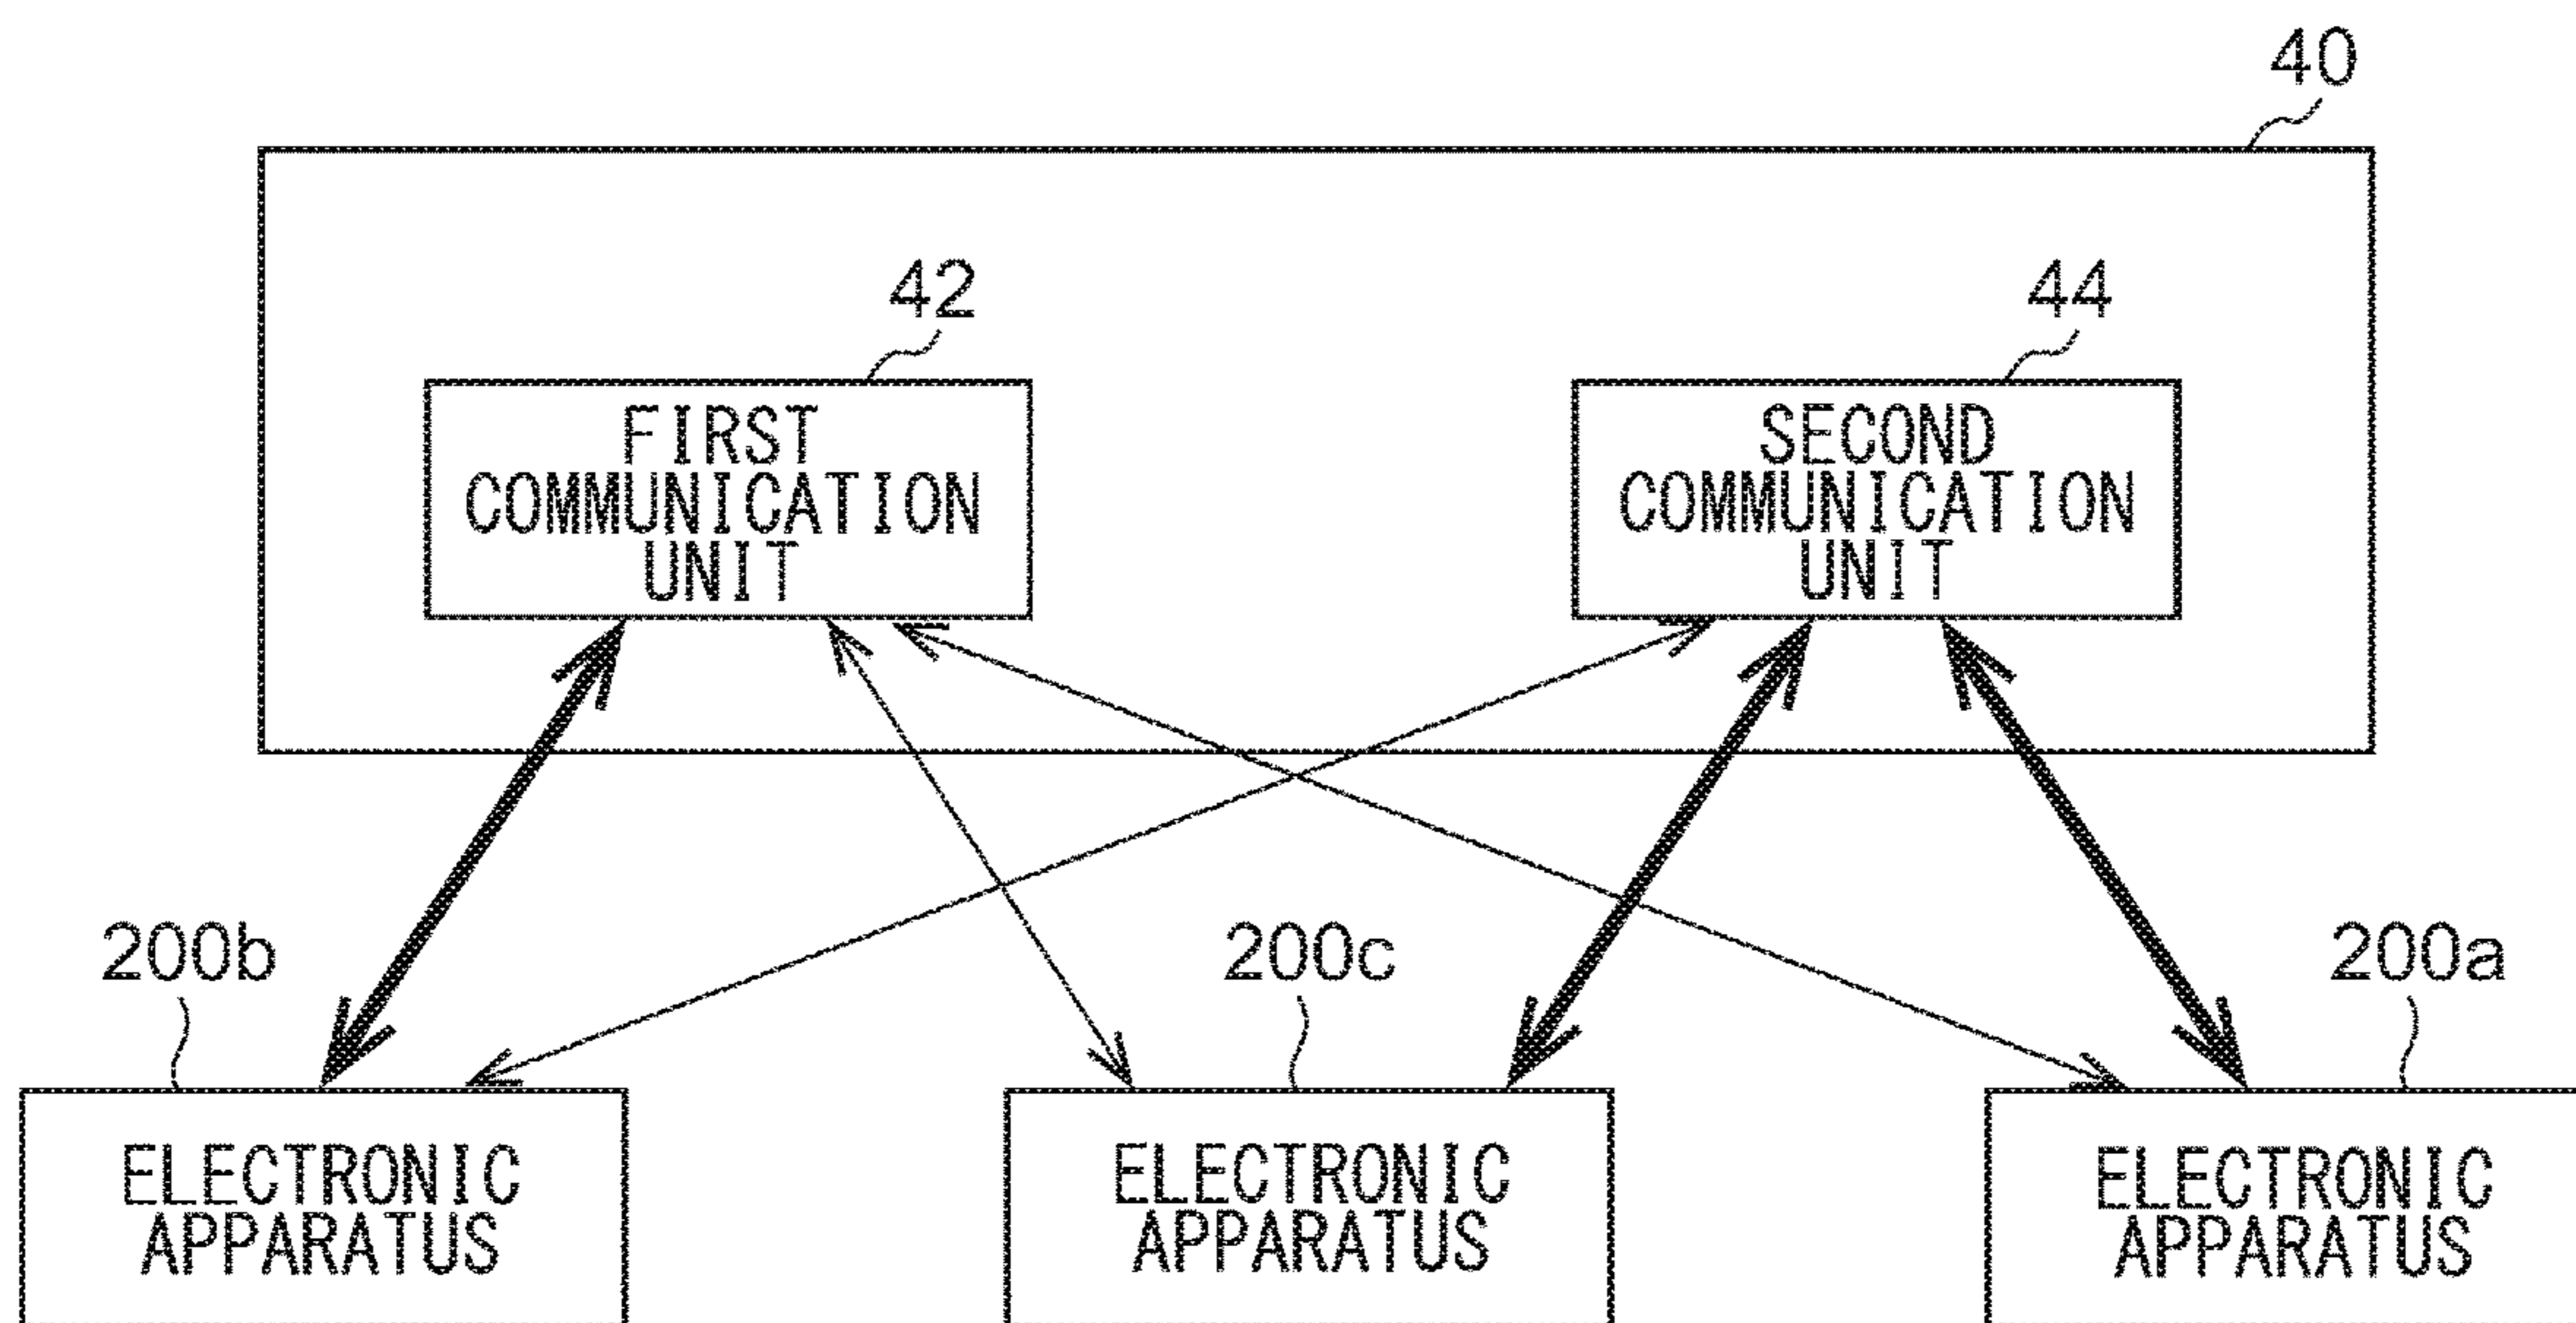 40
42
44
FIRST
COMMUNICATION
UNIT
SECOND
COMMUNICATION
UNIT
200b
200c
200a
ELECTRONIC
APPARATUS
ELECTRONIC
APPARATUS
ELECTRONIC
APPARATUS